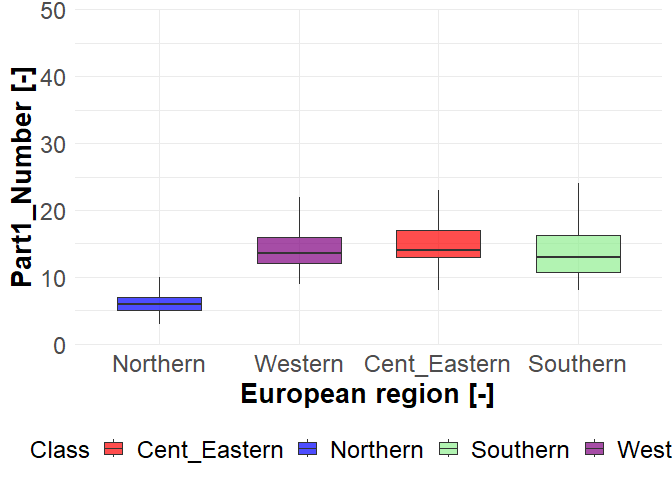 50
40
30
20
10
0
Part1_Number [-]
Northern Western Cent_Eastern Southern
European region [-]
Class Cent_Eastern Northern Southern West